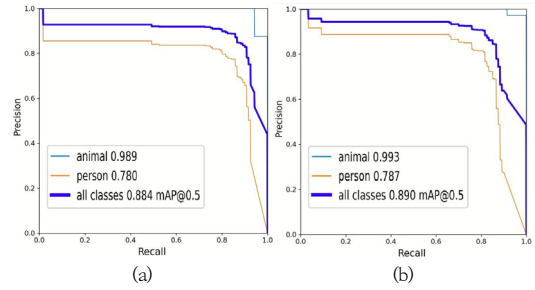 1.0
0.8
0.6
0.4
0.2
0.0
Precision
animal 0.989
person 0.780
all classes 0.884 mAP@0.5
0.0 0.2 0.4 0.6 0.8 1.0
Recall
(a)
1.0
0.8
0.6
0.4
0.2
0.0
Precision
animal 0.993
person 0.787
all classes 0.890 mAP@0.5
0.0 0.2 0.4 0.6 0.8 1.0
Recall
(b)